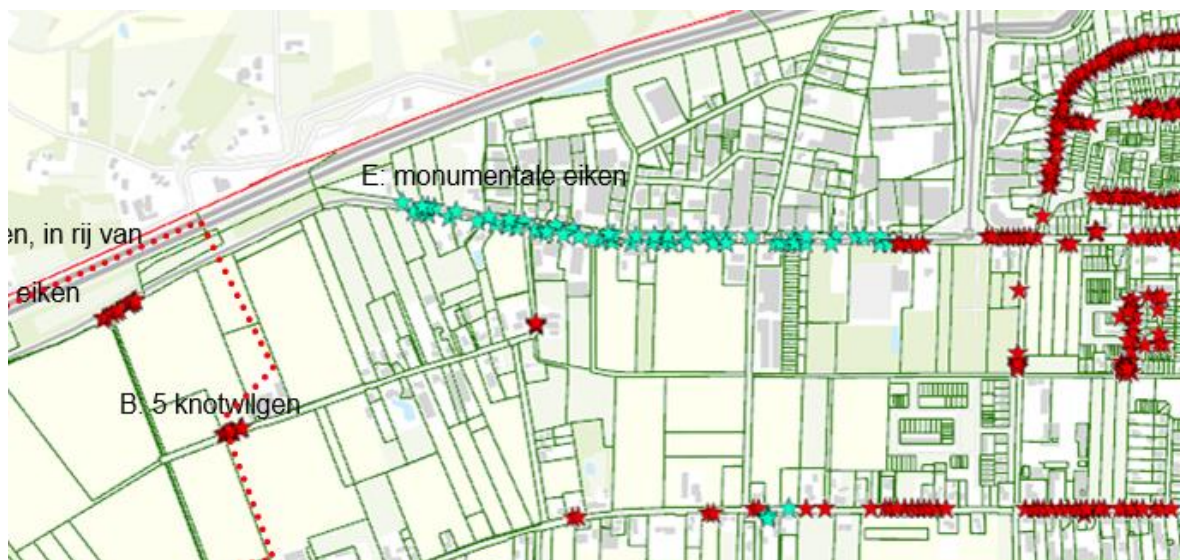 E: monumentale eiken
en, in rij van
eiken
B: 5 knotwilgen